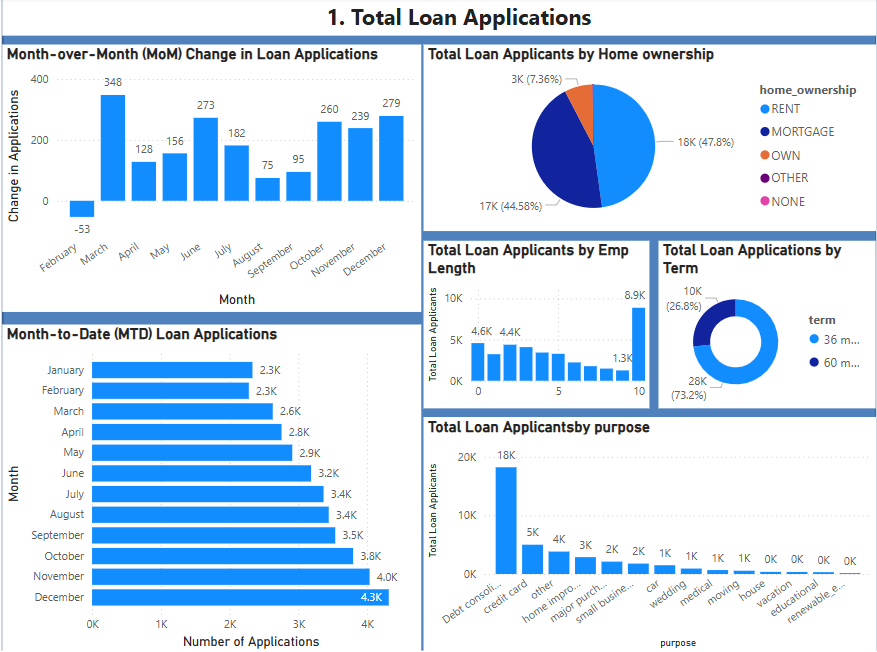 1. Total Loan Applications
Month-over-Month (MoM) Change in Loan Applications
Change in Applications
400
200
0
-53
348
128
156
273
182
75
95
260
239
279
February
March
April
May
June
July
August
September
October
November
December
Month
Month-to-Date (MTD) Loan Applications
Month
January 2.3K
February 2.3K
March 2.6K
April 2.8K
May 2.9K
June 3.2K
July 3.4K
August 3.4K
September 3.5K
October 3.8K
November 4.0K
December 4.3K
0K 1K 2K 3K 4K
Number of Applications
Total Loan Applicants by Home ownership
3K (7.36%)
18K (47.8%)
17K (44.58%)
home_ownership
RENT
MORTGAGE
OWN
OTHER
NONE
Total Loan Applicants by Emp
Length
Total Loan Applicants
10K
5K
0K
4.6K
4.4K
1.3K
8.9K
0 5 10
Total Loan Applications by
Term
10K
(26.8%)
28K
(73.2%)
term
36 m...
60 m...
Total Loan Applicantsby purpose
Total Loan Applicants
20K
10K
0K
18K
5K
4K
3K
2K
2K
1K
1K
1K
1K
0K
0K
0K
0K
Debt consoli...
credit card
other
home impro...
major purch...
small busine...
car
wedding
medical
moving
house
vacation
educational
renewable_e...
purpose